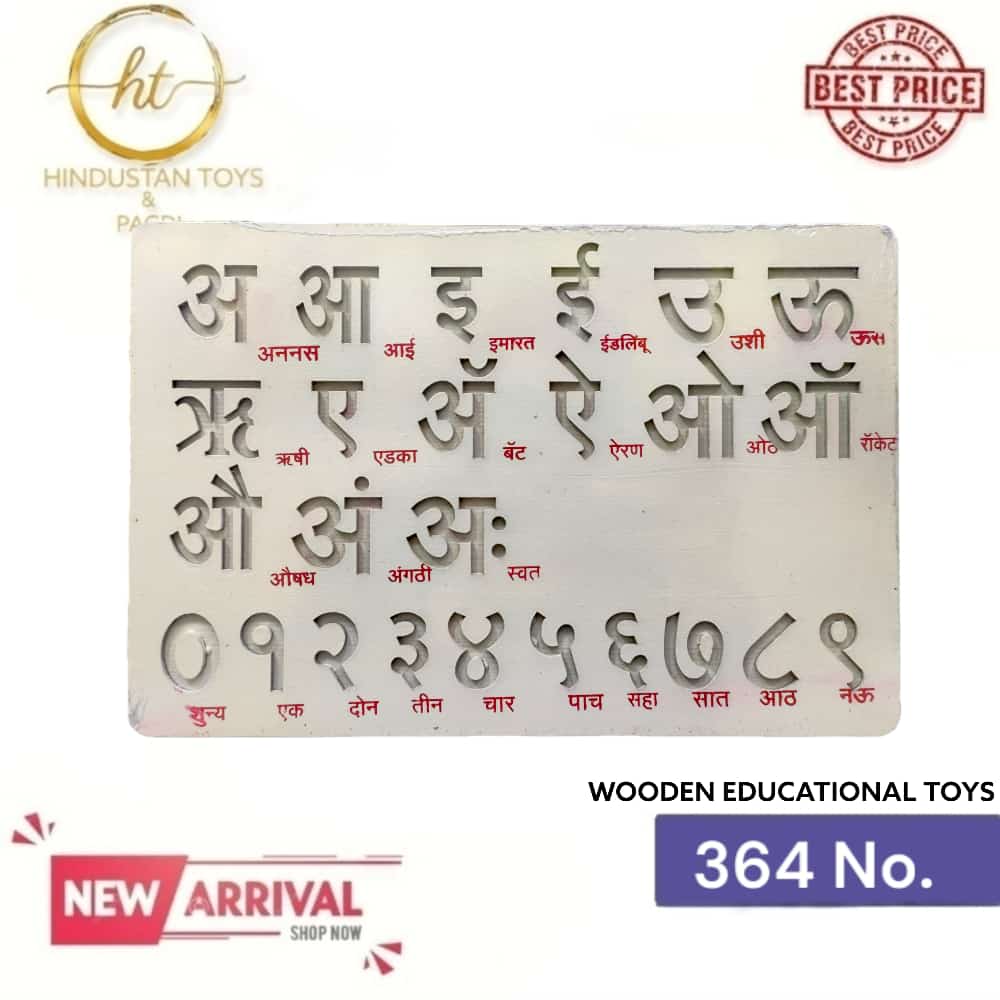 ht
HINDUSTAN TOYS
&
BEST PRICE
BEST PRICE
BEST PRICE
अ आ इ ई उ ऊ
अननस आई इमारत ईडलिंबू उशी ऊस
ऋ ए ॲ ऐ ओ ऑ
ऋषी एडका बॅट ऐरण ओठ रॉकेट
औ अं अः
औषध अंगठी स्वत
० १ २ ३ ४ ५ ६ ७ ८ ९
शुन्य एक दोन तीन चार पाच सहा सात आठ नऊ
WOODEN EDUCATIONAL TOYS
364 No.
NEW ARRIVAL
SHOP NOW